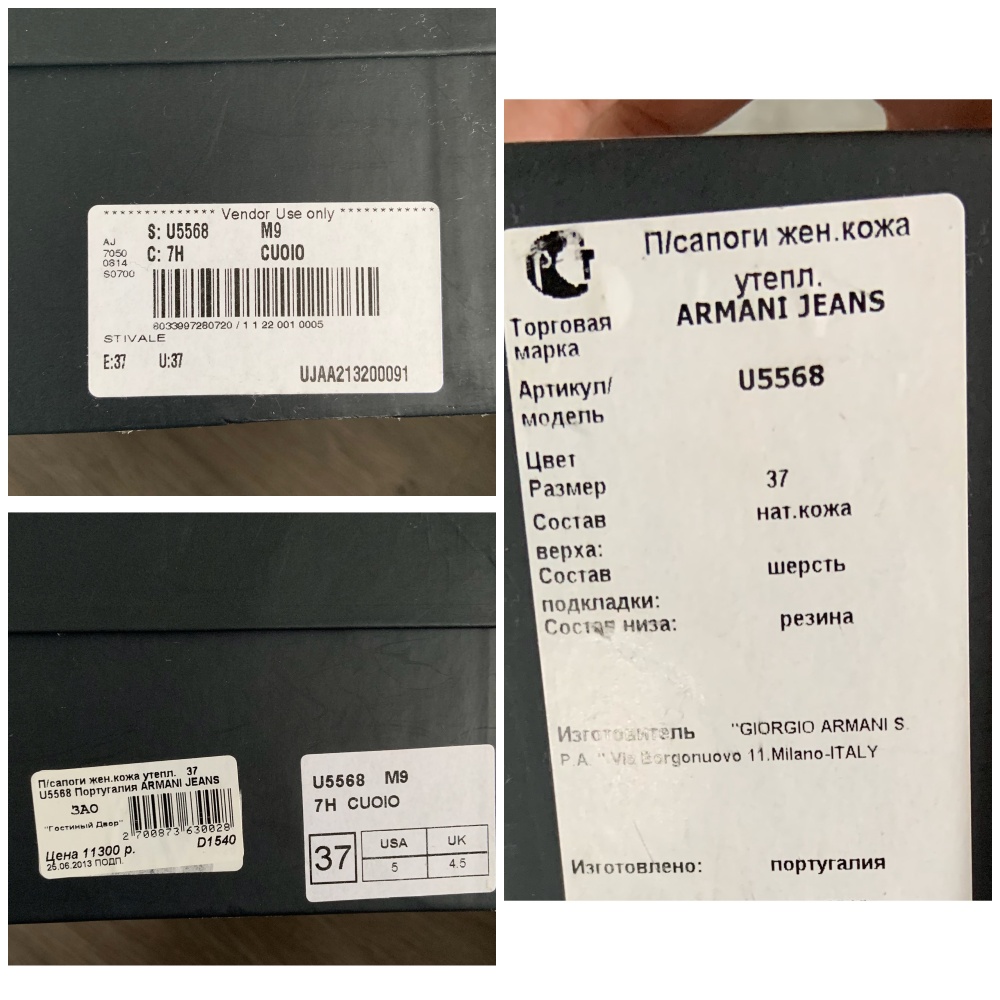 ************** Vendor Use only ************
S: U5568 M9
AJ
7050
0814
S0700
C: 7H CUOIO
8033997280720 / 1 1 22 001 0005
STIVALE
E:37 U:37
UJAA213200091
П/сапоги жен.кожа утепл. 37
U5568 Португалия ARMANI JEANS
ЗАО
"Гостиный Двор"
2 700873 630028
Цена 11300 р. D1540
25.06.2013 ПОДП.
U5568 M9
7H CUOIO
37
USA UK
5 4.5
П/сапоги жен.кожа
утепл.
Торговая ARMANI JEANS
марка
Артикул/ U5568
модель
Цвет
Размер 37
Состав нат.кожа
верха:
Состав шерсть
подкладки:
Состав низа: резина
Изготовитель "GIORGIO ARMANI S.
P.A. " Via Borgonuovo 11.Milano-ITALY
Изготовлено: португалия